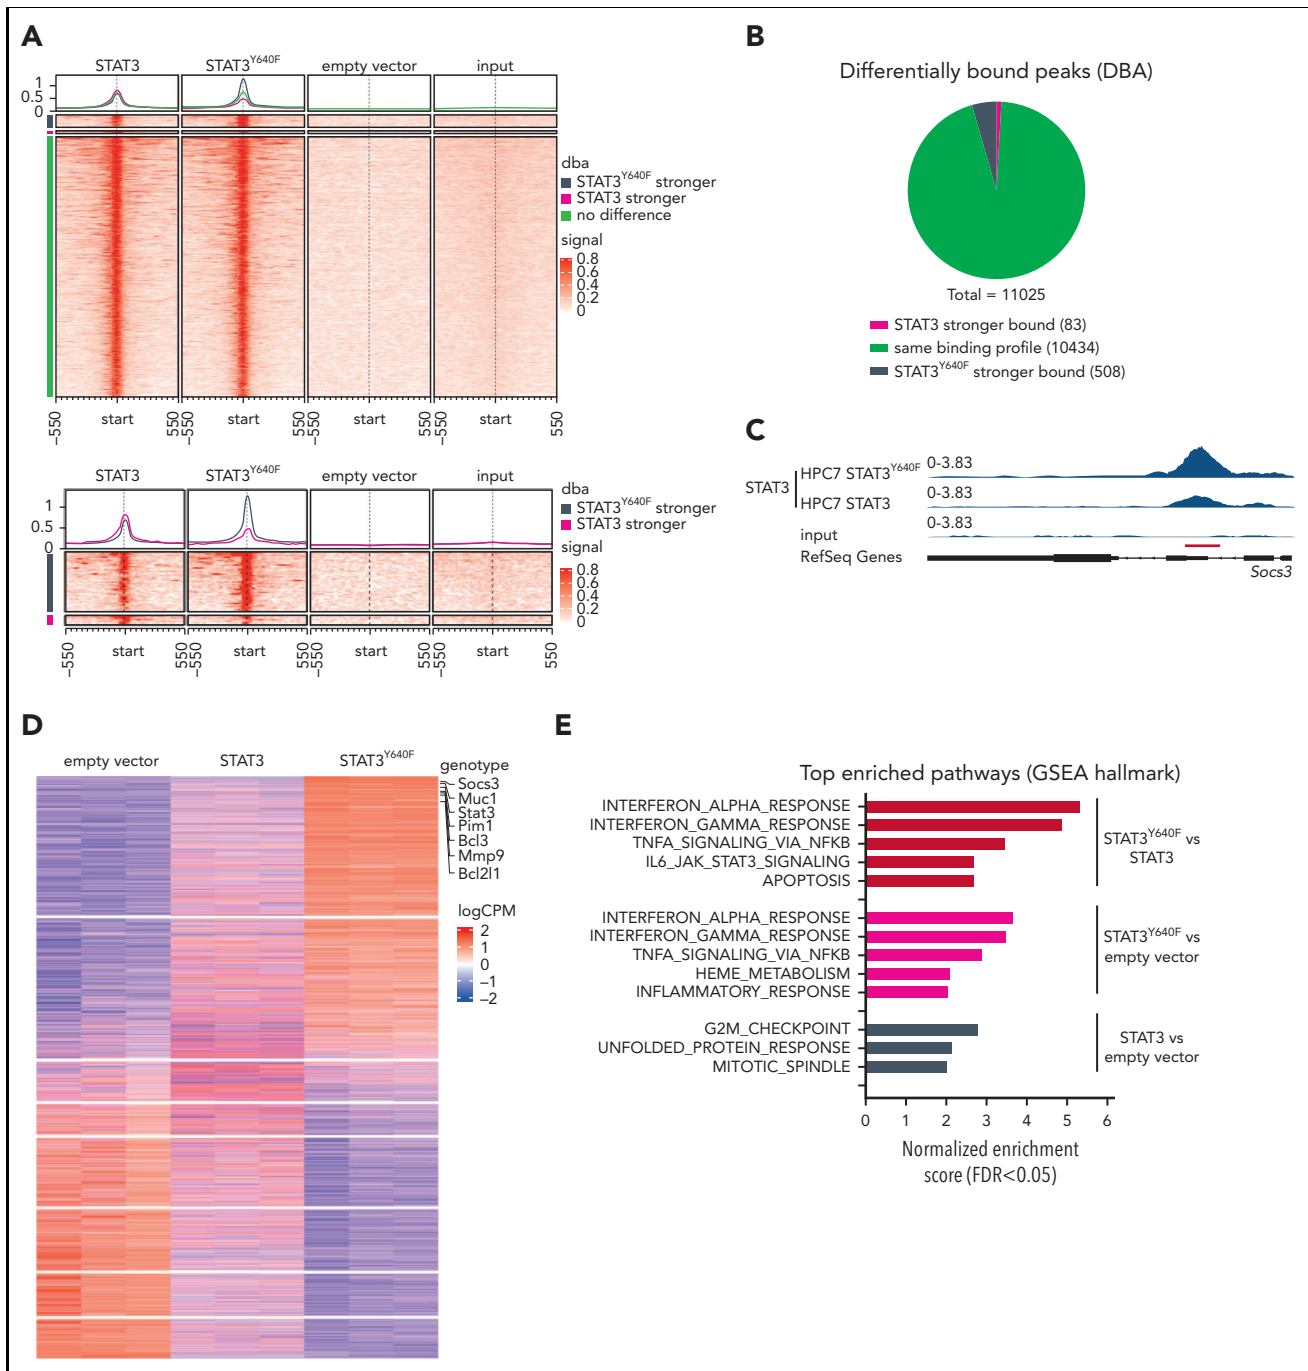 A
STAT3
STAT3Y640F
empty vector
input
1
0.5
0
dba
STAT3Y640F stronger
STAT3 stronger
no difference
signal
0.8
0.6
0.4
0.2
0
–550
start
550
–550
start
550
–550
start
550
–550
start
550
STAT3
STAT3Y640F
empty vector
input
1
0.5
0
dba
STAT3Y640F stronger
STAT3 stronger
signal
0.8
0.6
0.4
0.2
0
–550
start
550
–550
start
550
–550
start
550
–550
start
550
B
Differentially bound peaks (DBA)
Total = 11025
STAT3 stronger bound (83)
same binding profile (10434)
STAT3Y640F stronger bound (508)
C
STAT3
HPC7 STAT3Y640F
0-3.83
HPC7 STAT3
0-3.83
input
0-3.83
RefSeq Genes
Socs3
D
empty vector
STAT3
STAT3Y640F
genotype
Socs3
Muc1
Stat3
Pim1
Bcl3
Mmp9
Bcl2l1
logCPM
2
1
0
–1
–2
E
Top enriched pathways (GSEA hallmark)
INTERFERON_ALPHA_RESPONSE
INTERFERON_GAMMA_RESPONSE
TNFA_SIGNALING_VIA_NFKB
IL6_JAK_STAT3_SIGNALING
APOPTOSIS
STAT3Y640F vs
STAT3
INTERFERON_ALPHA_RESPONSE
INTERFERON_GAMMA_RESPONSE
TNFA_SIGNALING_VIA_NFKB
HEME_METABOLISM
INFLAMMATORY_RESPONSE
STAT3Y640F vs
empty vector
G2M_CHECKPOINT
UNFOLDED_PROTEIN_RESPONSE
MITOTIC_SPINDLE
STAT3 vs
empty vector
0 1 2 3 4 5 6
Normalized enrichment
score (FDR<0.05)